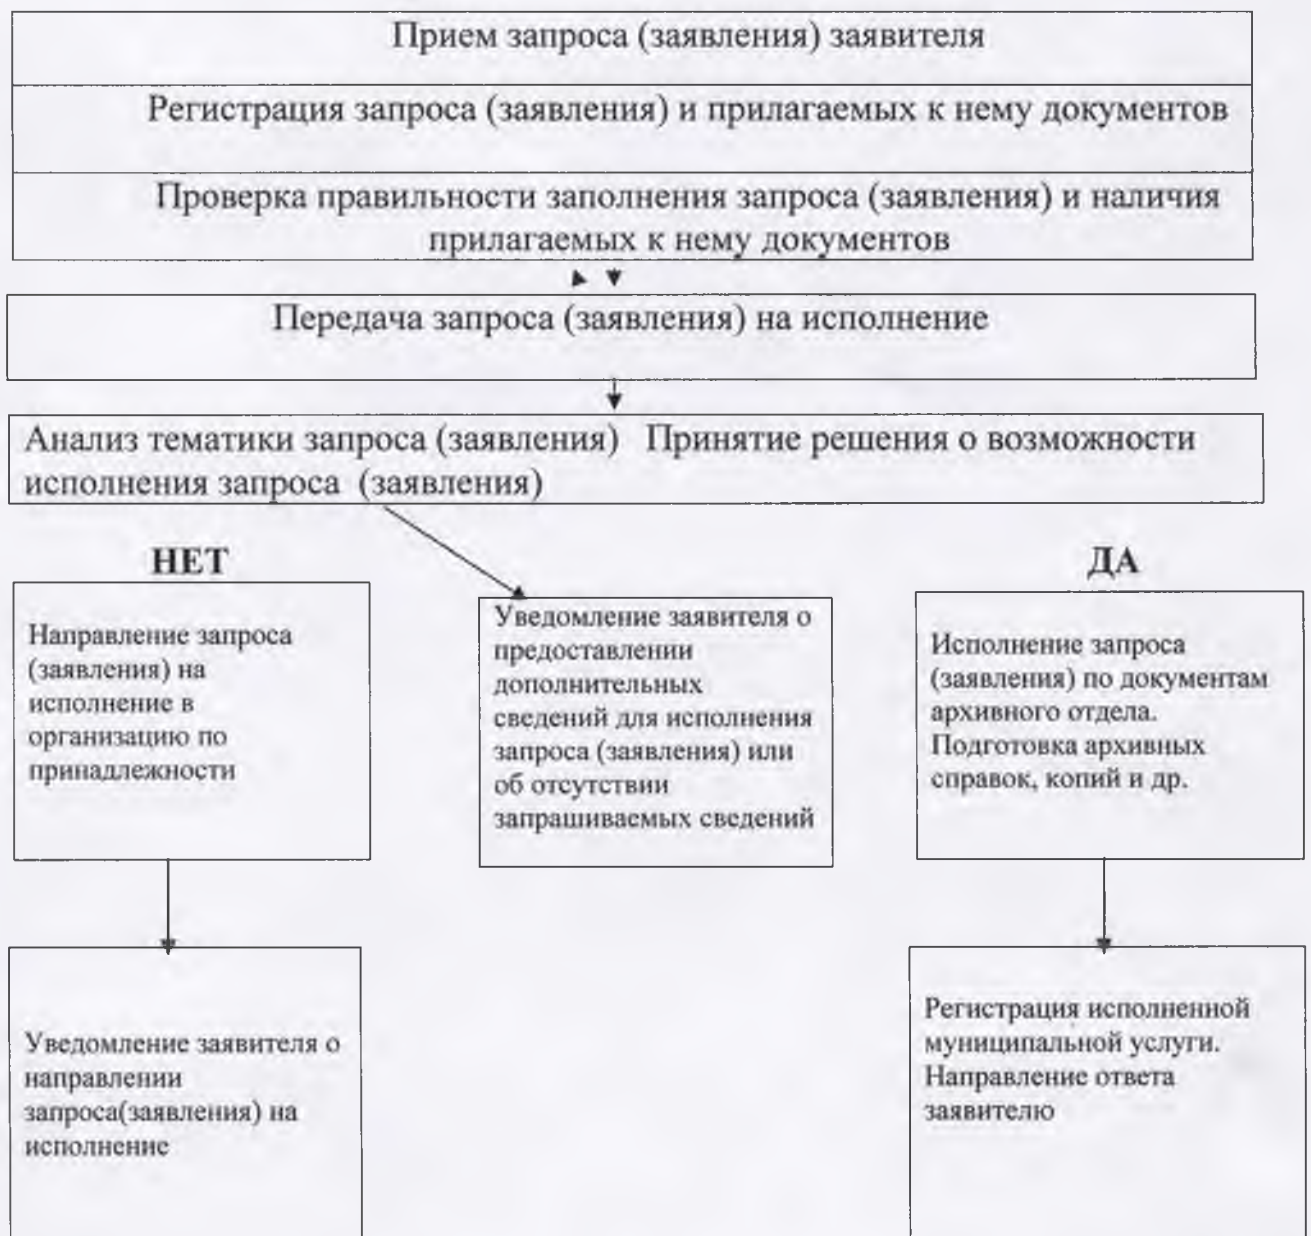 Прием запроса (заявления) заявителя
Регистрация запроса (заявления) и прилагаемых к нему документов
Проверка правильности заполнения запроса (заявления) и наличия
прилагаемых к нему документов
Передача запроса (заявления) на исполнение
Анализ тематики запроса (заявления) Принятие решения о возможности
исполнения запроса (заявления)
НЕТ
Направление запроса
(заявления) на
исполнение в
организацию по
принадлежности
Уведомление заявителя о
предоставлении
дополнительных
сведений для исполнения
запроса (заявления) или
об отсутствии
запрашиваемых сведений
ДА
Исполнение запроса
(заявления) по документам
архивного отдела.
Подготовка архивных
справок, копий и др.
Уведомление заявителя о
направлении
запроса(заявления) на
исполнение
Регистрация исполненной
муниципальной услуги.
Направление ответа
заявителю